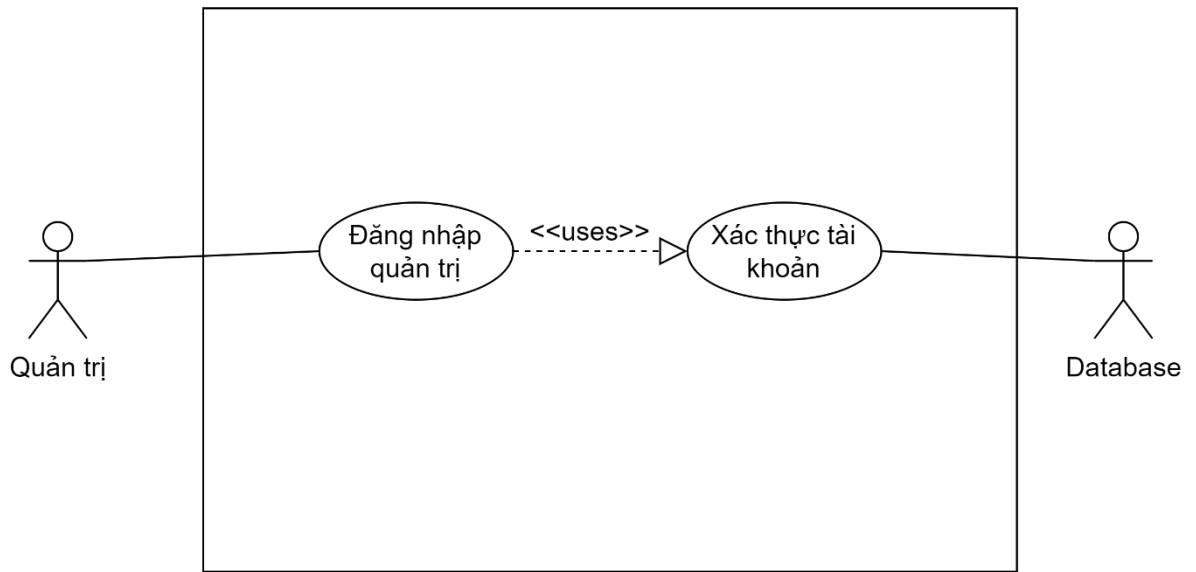 Đăng nhập
quản trị
<<uses>>
Xác thực tài
khoản
Quản trị
Database